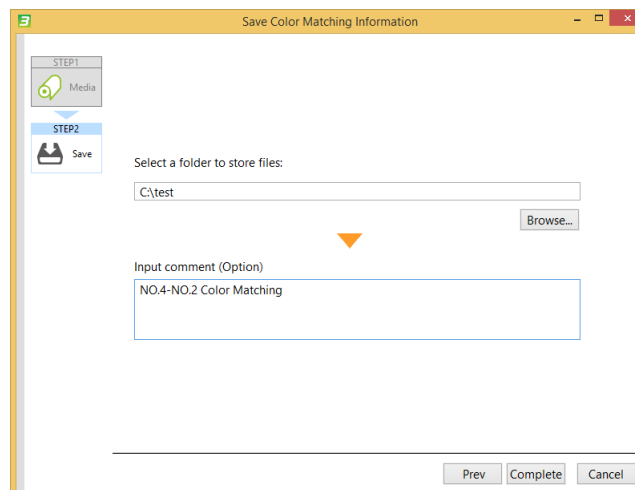 Save Color Matching Information
STEP1
Media
STEP2
Save
Select a folder to store files:
C:\test
Browse...
Input comment (Option)
NO.4-NO.2 Color Matching
Prev
Complete
Cancel